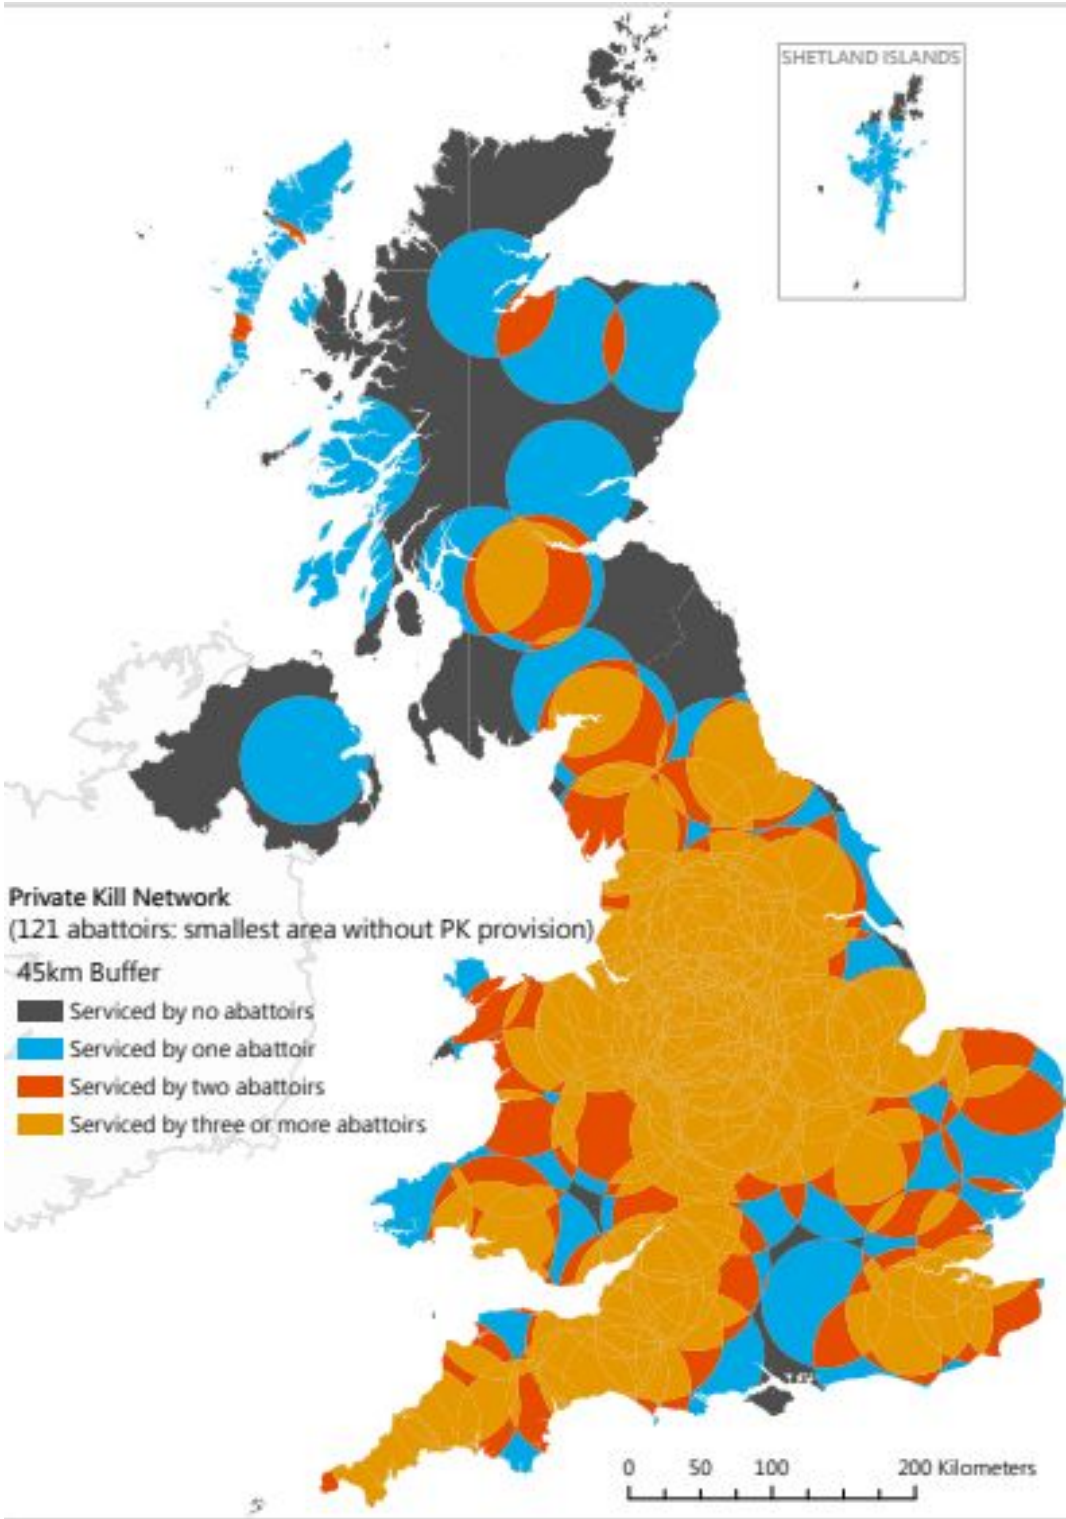 SHETLAND ISLANDS
Private Kill Network
(121 abattoirs: smallest area without PK provision)
45km Buffer
Serviced by no abattoirs
Serviced by one abattoir
Serviced by two abattoirs
Serviced by three or more abattoirs
0 50 100 200 Kilometers